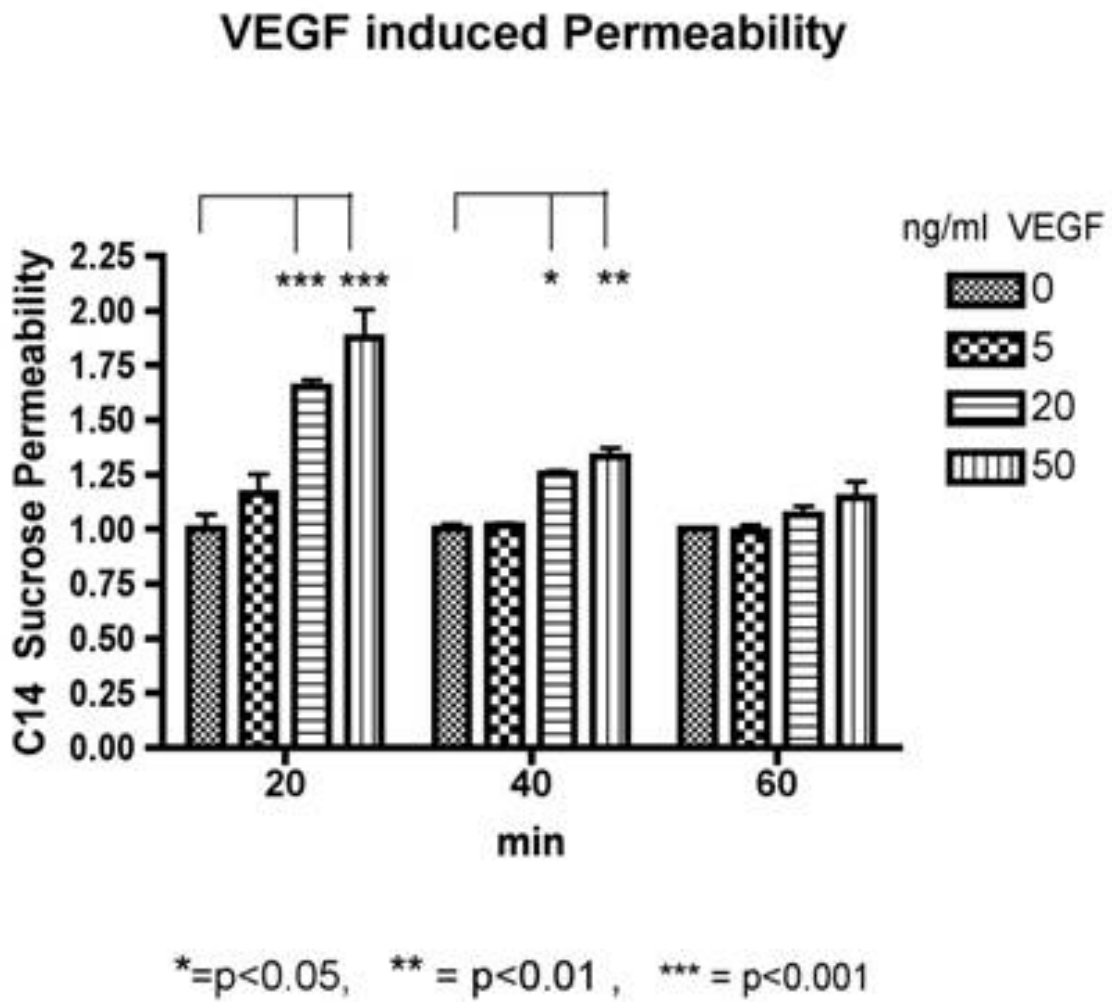 VEGF induced Permeability
ng/ml VEGF
0
5
20
50
C14 Sucrose Permeability
2.25
2.00
1.75
1.50
1.25
1.00
0.75
0.50
0.25
0.00
*** ***
* **
20 40 60
min
*=p<0.05, ** = p<0.01 , *** = p<0.001